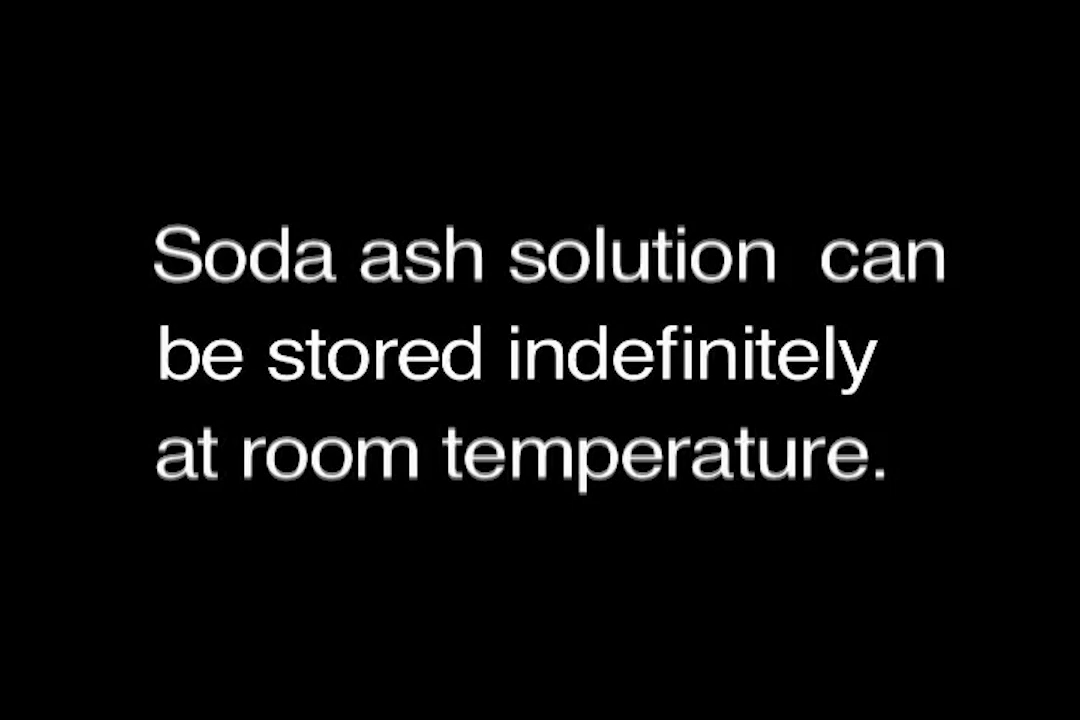 Soda ash solution can
be stored indefinitely
at room temperature.